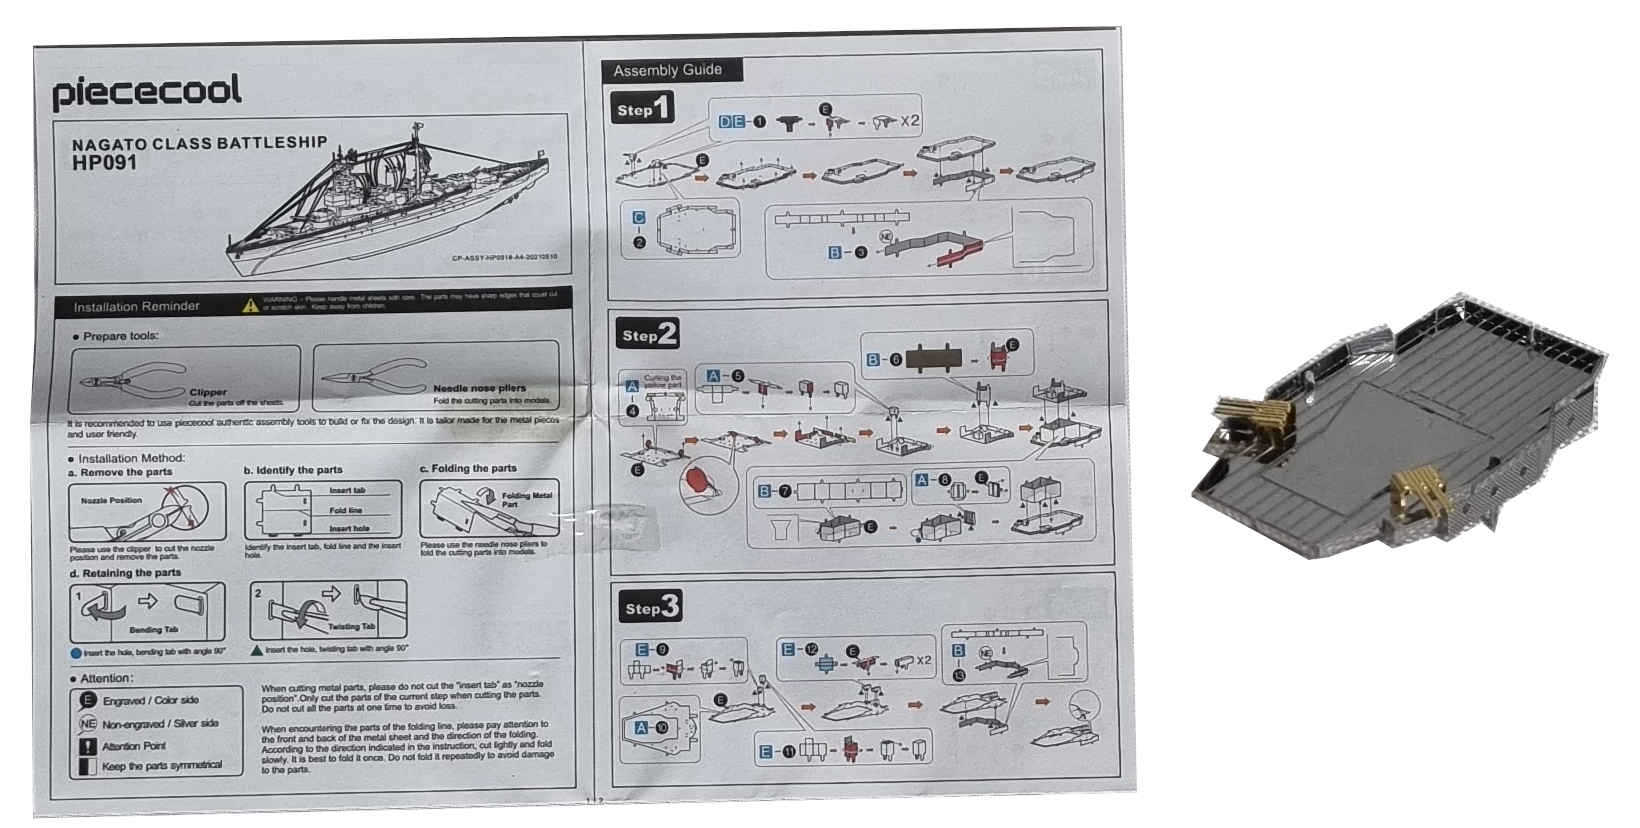 piececool
NAGATO CLASS BATTLESHIP
HP091
CP-ASSY-HP0918-A4-20210510
Installation Reminder
WARNING - Please handle metal sheets with care. The parts may have sharp edges that could cut
or scratch skin. Keep away from children.
• Prepare tools:
Clipper
Cut the parts off the sheets.
Needle nose pliers
Fold the cutting parts into models.
It is recommended to use piececool authentic assembly tools to build or fix the design. It is tailor made for the metal pieces
and user friendly.
• Installation Method:
a. Remove the parts
b. Identify the parts
c. Folding the parts
Nozzle Position
Insert tab
Fold line
Insert hole
Folding Metal
Part
Please use the clipper to cut the nozzle
position and remove the parts.
Identify the insert tab, fold line and the insert
hole.
Please use the needle nose pliers to
fold the cutting parts into models.
d. Retaining the parts
1
Bending Tab
2
Twisting Tab
Insert the hole, bending tab with angle 90°
Insert the hole, twisting tab with angle 90°
• Attention:
E Engraved / Color side
NE Non-engraved / Silver side
! Attention Point
Keep the parts symmetrical
When cutting metal parts, please do not cut the "insert tab" as "nozzle
position".Only cut the parts of the current step when cutting the parts.
Do not cut all the parts at one time to avoid loss.
When encountering the parts of the folding line, please pay attention to
the front and back of the metal sheet and the direction of the folding.
According to the direction indicated in the instruction, cut lightly and fold
slowly. It is best to fold it once. Do not fold it repeatedly to avoid damage
to the parts.
Assembly Guide
Step1
D E - 1
E
X2
E
C - 2
B - 3
NE
Step2
A - 4
Curling the
yellow part
A - 5
B - 6
E
E
B - 7
E
A - 8
E
Step3
E - 9
E - 12
E
X2
B - 13
NE
A - 10
E
E - 11